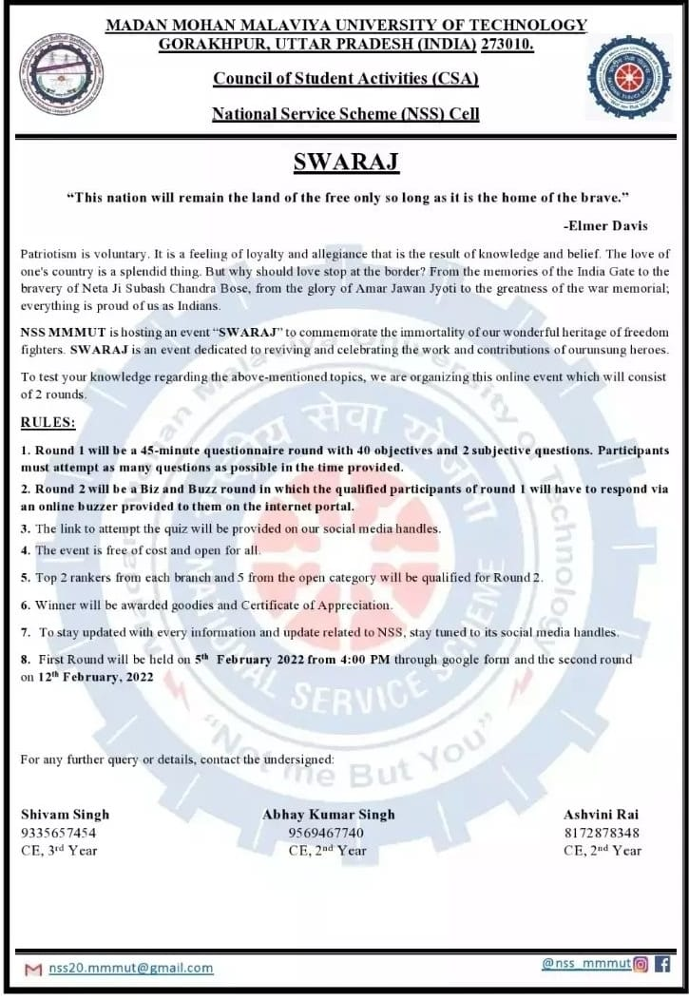 MADAN MOHAN MALAVIYA UNIVERSITY OF TECHNOLOGY
GORAKHPUR, UTTAR PRADESH (INDIA) 273010.
Council of Student Activities (CSA)
National Service Scheme (NSS) Cell
SWARAJ
“This nation will remain the land of the free only so long as it is the home of the brave.”
-Elmer Davis
Patriotism is voluntary. It is a feeling of loyalty and allegiance that is the result of knowledge and belief. The love of
one's country is a splendid thing. But why should love stop at the border? From the memories of the India Gate to the
bravery of Neta Ji Subash Chandra Bose, from the glory of Amar Jawan Jyoti to the greatness of the war memorial;
everything is proud of us as Indians.
NSS MMMUT is hosting an event “SWARAJ” to commemorate the immortality of our wonderful heritage of freedom
fighters. SWARAJ is an event dedicated to reviving and celebrating the work and contributions of ourunsung heroes.
To test your knowledge regarding the above-mentioned topics, we are organizing this online event which will consist
of 2 rounds.
RULES:
1. Round 1 will be a 45-minute questionnaire round with 40 objectives and 2 subjective questions. Participants
must attempt as many questions as possible in the time provided.
2. Round 2 will be a Biz and Buzz round in which the qualified participants of round 1 will have to respond via
an online buzzer provided to them on the internet portal.
3. The link to attempt the quiz will be provided on our social media handles.
4. The event is free of cost and open for all.
5. Top 2 rankers from each branch and 5 from the open category will be qualified for Round 2.
6. Winner will be awarded goodies and Certificate of Appreciation.
7. To stay updated with every information and update related to NSS, stay tuned to its social media handles.
8. First Round will be held on 5th February 2022 from 4:00 PM through google form and the second round
on 12th February, 2022
राष्ट्रीय सेवा योजना
NATIONAL SERVICE SCHEME
“Not me But You”
For any further query or details, contact the undersigned:
Shivam Singh Abhay Kumar Singh Ashvini Rai
9335657454 9569467740 8172878348
CE, 3rd Year CE, 2nd Year CE, 2nd Year
nss20.mmmut@gmail.com @nss_mmmut